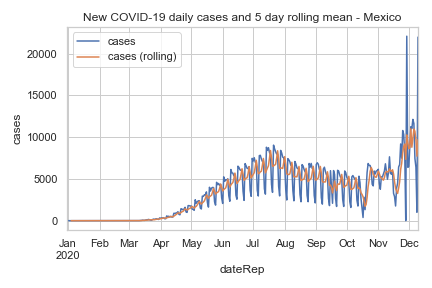 New COVID-19 daily cases and 5 day rolling mean - Mexico
cases
cases (rolling)
cases
20000
15000
10000
5000
0
Jan Feb Mar Apr May Jun Jul Aug Sep Oct Nov Dec
2020
dateRep